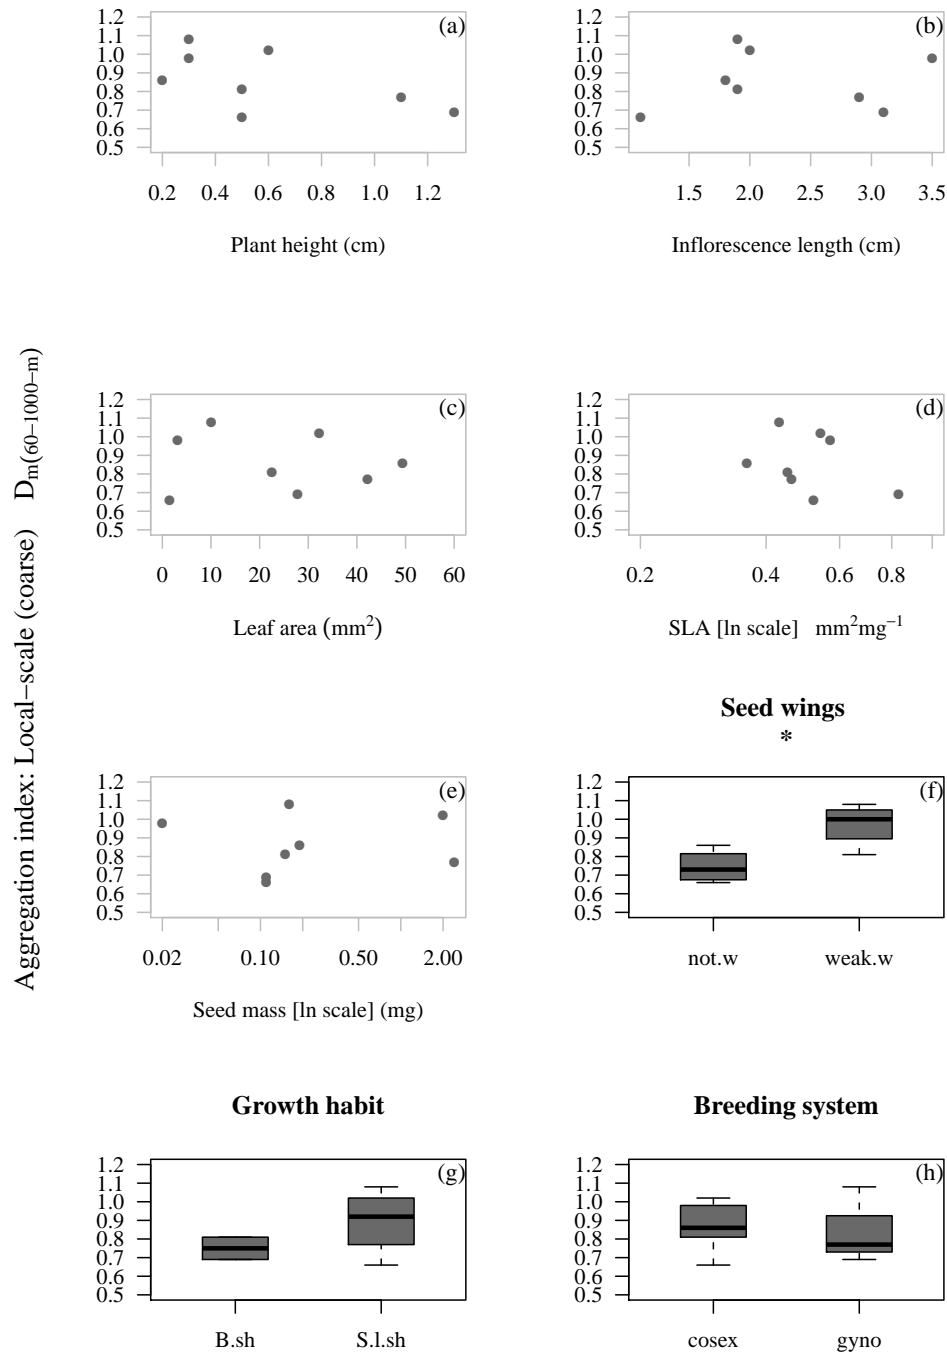 Aggregation index: Local−scale (coarse) Dm(60−1000−m)
(a)
1.2
1.1
1.0
0.9
0.8
0.7
0.6
0.5
0.2 0.4 0.6 0.8 1.0 1.2
Plant height (cm)
(b)
1.2
1.1
1.0
0.9
0.8
0.7
0.6
0.5
1.5 2.0 2.5 3.0 3.5
Inflorescence length (cm)
(c)
1.2
1.1
1.0
0.9
0.8
0.7
0.6
0.5
0 10 20 30 40 50 60
Leaf area (mm²)
(d)
1.2
1.1
1.0
0.9
0.8
0.7
0.6
0.5
0.2 0.4 0.6 0.8
SLA [ln scale] mm²mg⁻¹
(e)
1.2
1.1
1.0
0.9
0.8
0.7
0.6
0.5
0.02 0.10 0.50 2.00
Seed mass [ln scale] (mg)
Seed wings
*
(f)
1.2
1.1
1.0
0.9
0.8
0.7
0.6
0.5
not.w weak.w
Growth habit
(g)
1.2
1.1
1.0
0.9
0.8
0.7
0.6
0.5
B.sh S.l.sh
Breeding system
(h)
1.2
1.1
1.0
0.9
0.8
0.7
0.6
0.5
cosex gyno